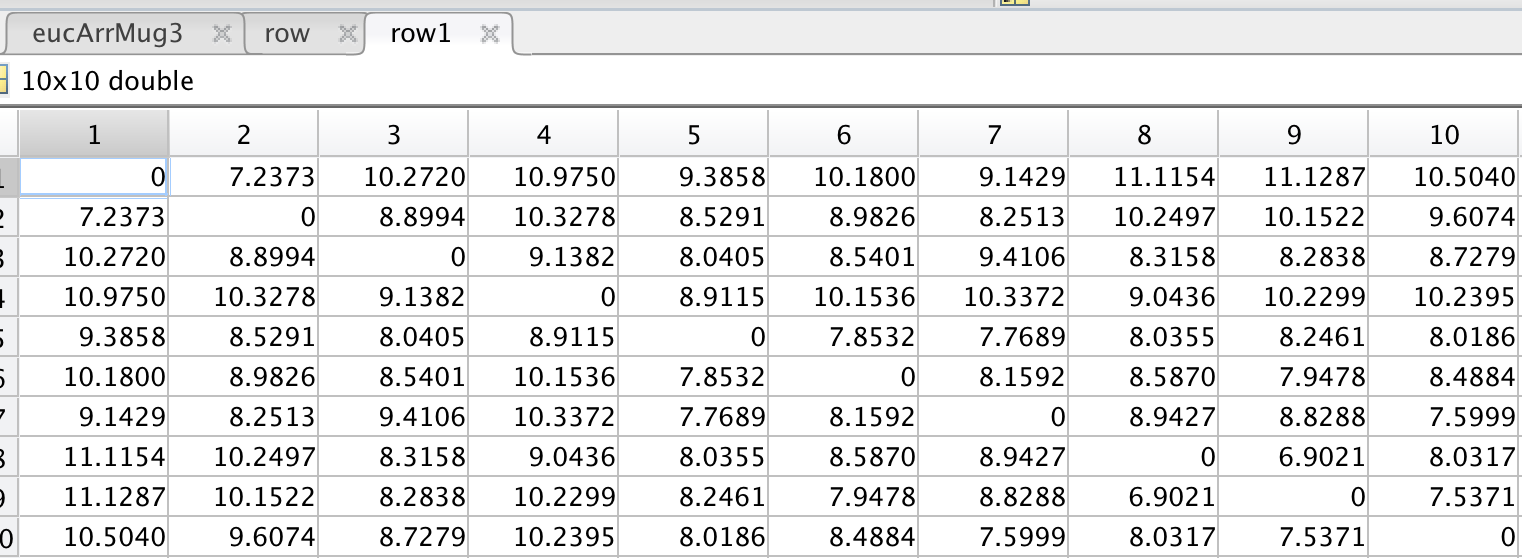 eucArrMug3 row row1
10x10 double
1 2 3 4 5 6 7 8 9 10
1 0 7.2373 10.2720 10.9750 9.3858 10.1800 9.1429 11.1154 11.1287 10.5040
2 7.2373 0 8.8994 10.3278 8.5291 8.9826 8.2513 10.2497 10.1522 9.6074
3 10.2720 8.8994 0 9.1382 8.0405 8.5401 9.4106 8.3158 8.2838 8.7279
4 10.9750 10.3278 9.1382 0 8.9115 10.1536 10.3372 9.0436 10.2299 10.2395
5 9.3858 8.5291 8.0405 8.9115 0 7.8532 7.7689 8.0355 8.2461 8.0186
6 10.1800 8.9826 8.5401 10.1536 7.8532 0 8.1592 8.5870 7.9478 8.4884
7 9.1429 8.2513 9.4106 10.3372 7.7689 8.1592 0 8.9427 8.8288 7.5999
8 11.1154 10.2497 8.3158 9.0436 8.0355 8.5870 8.9427 0 6.9021 8.0317
9 11.1287 10.1522 8.2838 10.2299 8.2461 7.9478 8.8288 6.9021 0 7.5371
0 10.5040 9.6074 8.7279 10.2395 8.0186 8.4884 7.5999 8.0317 7.5371 0